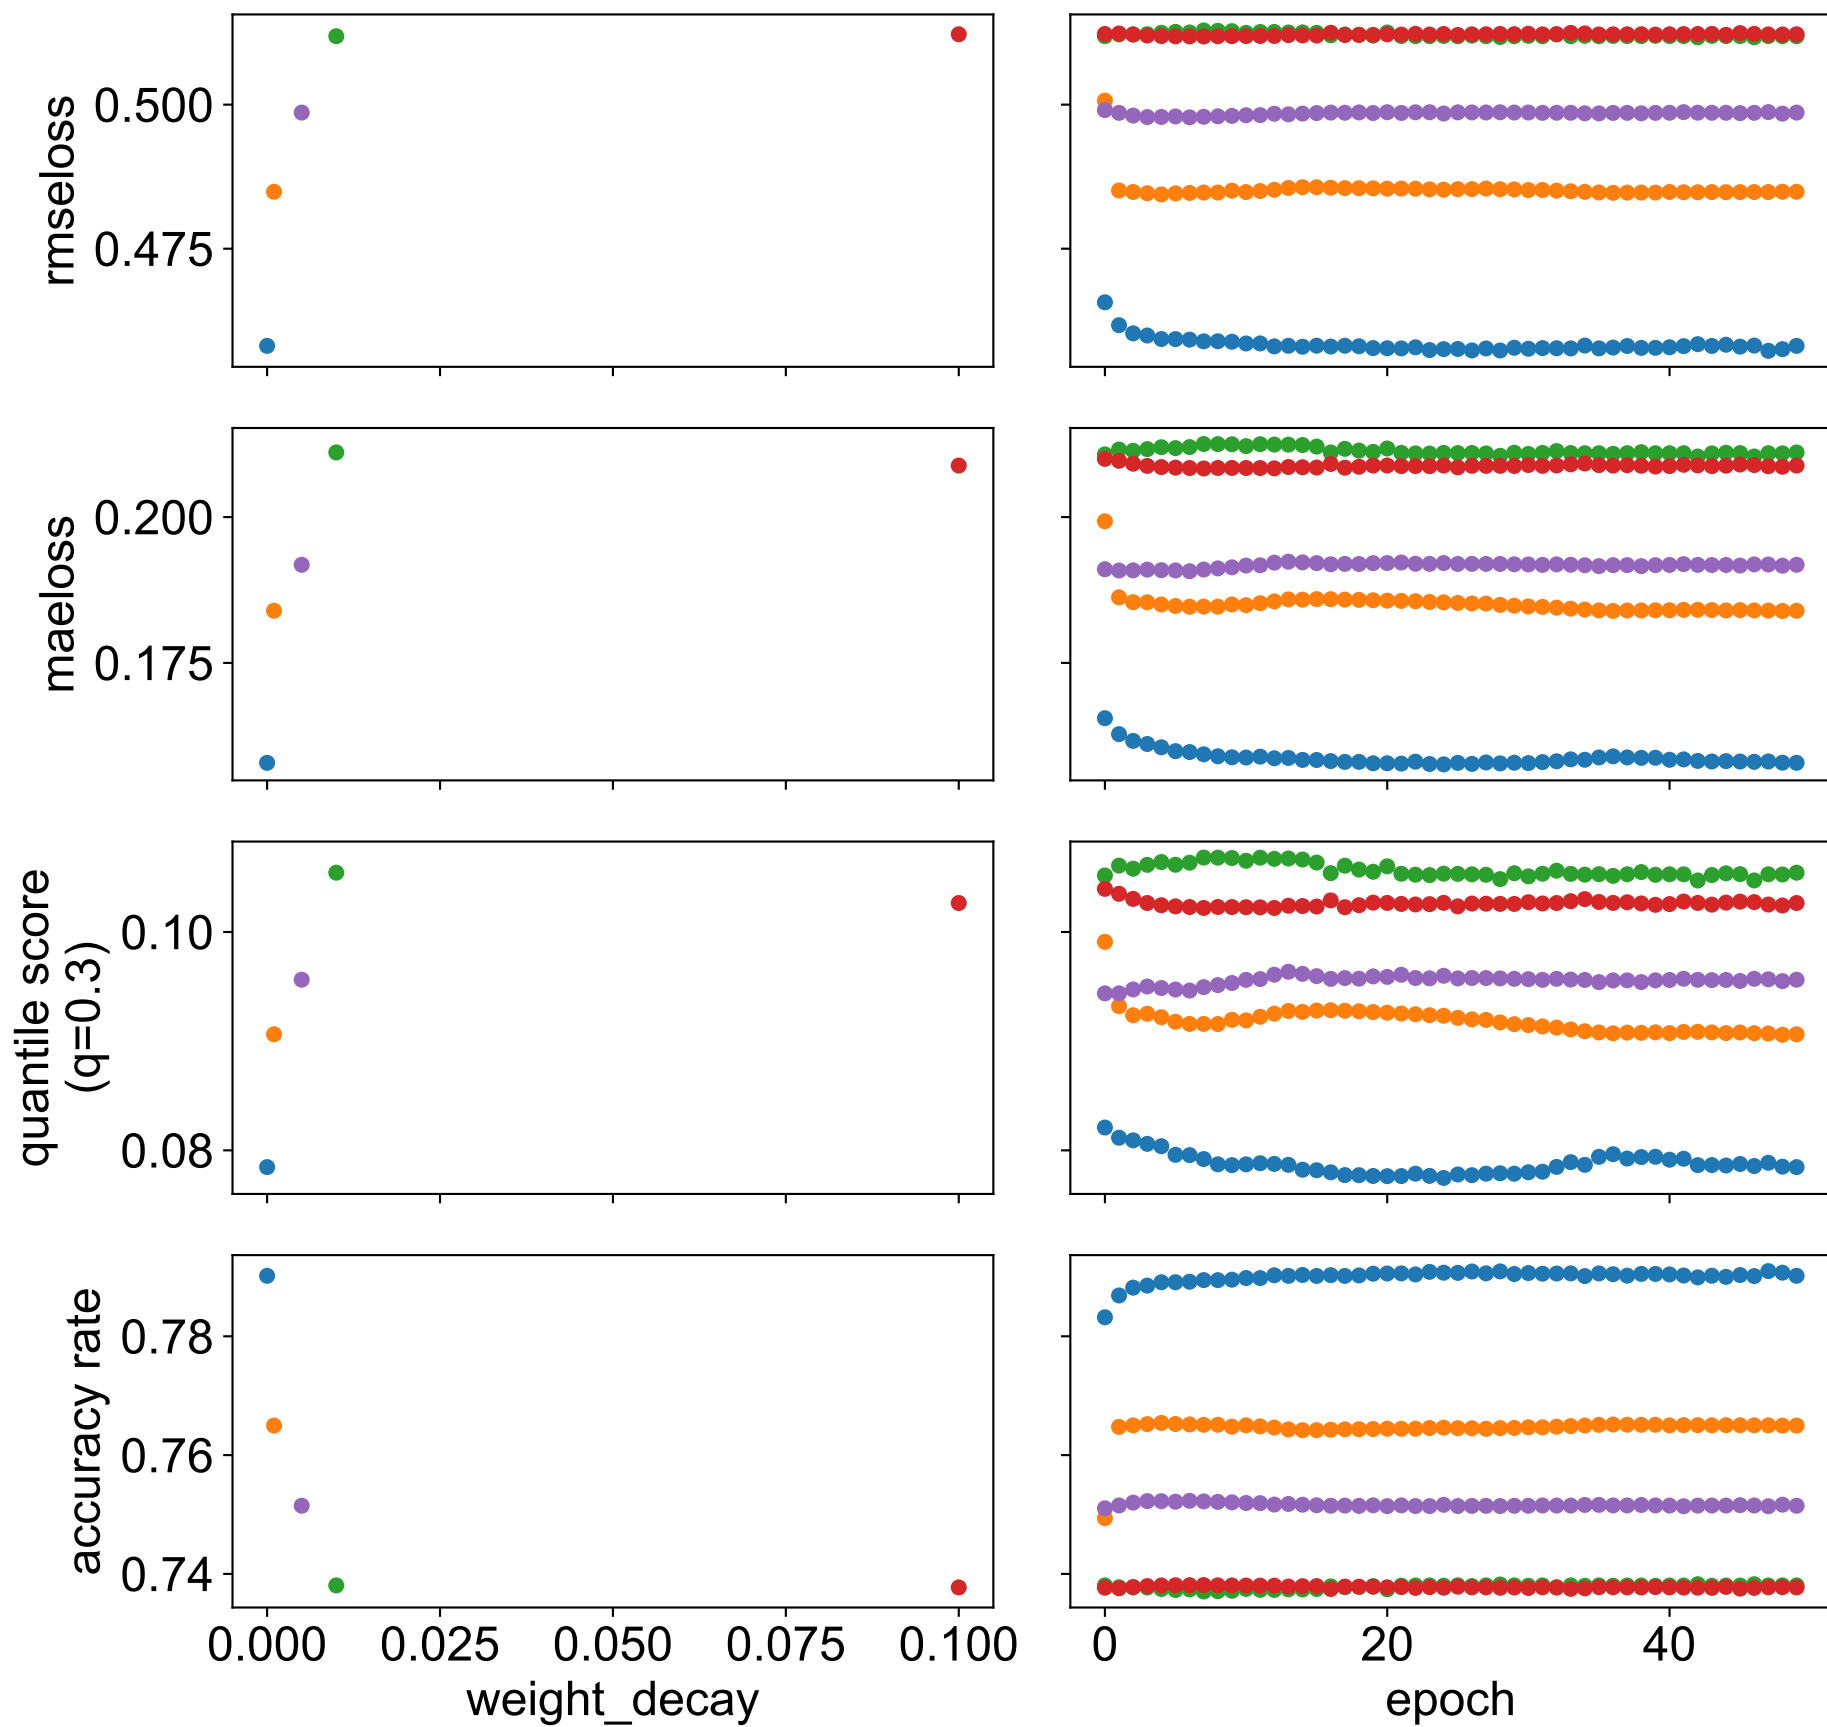 rmseloss
0.500
0.475
maeloss
0.200
0.175
quantile score
(q=0.3)
0.10
0.08
accuracy rate
0.78
0.76
0.74
0.000 0.025 0.050 0.075 0.100
weight_decay
0 20 40
epoch